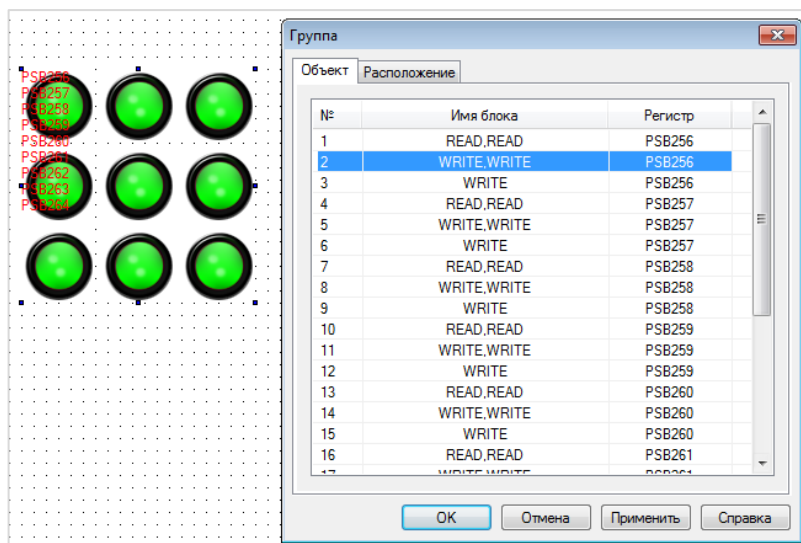 PSB256
PSB257
PSB258
PSB259
PSB260
PSB261
PSB262
PSB263
PSB264
Группа
Объект Расположение
№ Имя блока Регистр
1 READ,READ PSB256
2 WRITE,WRITE PSB256
3 WRITE PSB256
4 READ,READ PSB257
5 WRITE,WRITE PSB257
6 WRITE PSB257
7 READ,READ PSB258
8 WRITE,WRITE PSB258
9 WRITE PSB258
10 READ,READ PSB259
11 WRITE,WRITE PSB259
12 WRITE PSB259
13 READ,READ PSB260
14 WRITE,WRITE PSB260
15 WRITE PSB260
16 READ,READ PSB261
17 WRITE,WRITE PSB261
OK Отмена Применить Справка